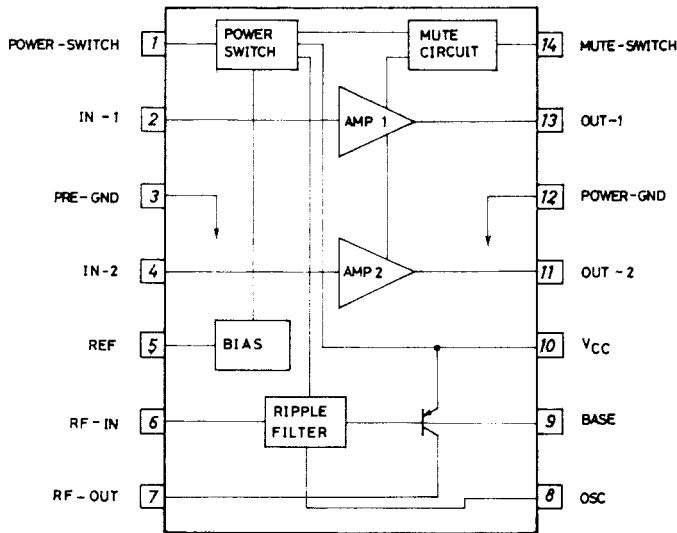 POWER-SWITCH 1 POWER SWITCH MUTE CIRCUIT 14 MUTE-SWITCH
IN-1 2 AMP 1 13 OUT-1
PRE-GND 3 12 POWER-GND
IN-2 4 AMP 2 11 OUT-2
REF 5 BIAS 10 VCC
RF-IN 6 RIPPLE FILTER 9 BASE
RF-OUT 7 8 OSC